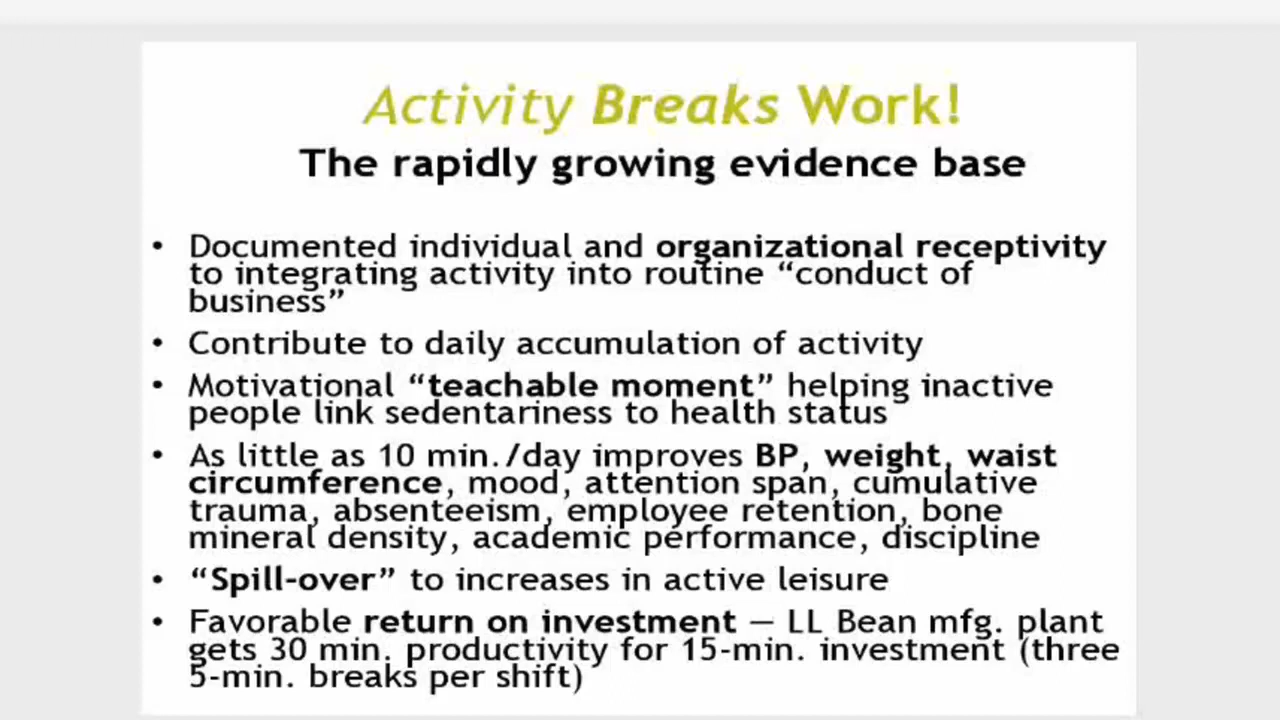 Activity Breaks Work!
The rapidly growing evidence base
• Documented individual and organizational receptivity
to integrating activity into routine “conduct of
business”
• Contribute to daily accumulation of activity
• Motivational “teachable moment” helping inactive
people link sedentariness to health status
• As little as 10 min./day improves BP, weight, waist
circumference, mood, attention span, cumulative
trauma, absenteeism, employee retention, bone
mineral density, academic performance, discipline
• “Spill-over” to increases in active leisure
• Favorable return on investment — LL Bean mfg. plant
gets 30 min. productivity for 15-min. investment (three
5-min. breaks per shift)